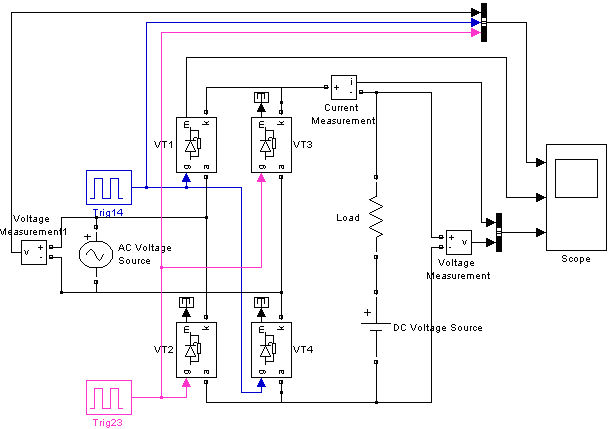 + i
-
Current
Measurement
m k
VT1
g a
m k
VT3
g a
Trig14
Voltage
Measurement1
v + -
+
AC Voltage
Source
Load
+
- v
Voltage
Measurement
Scope
m k
VT2
g a
m k
VT4
g a
+
DC Voltage Source
Trig23